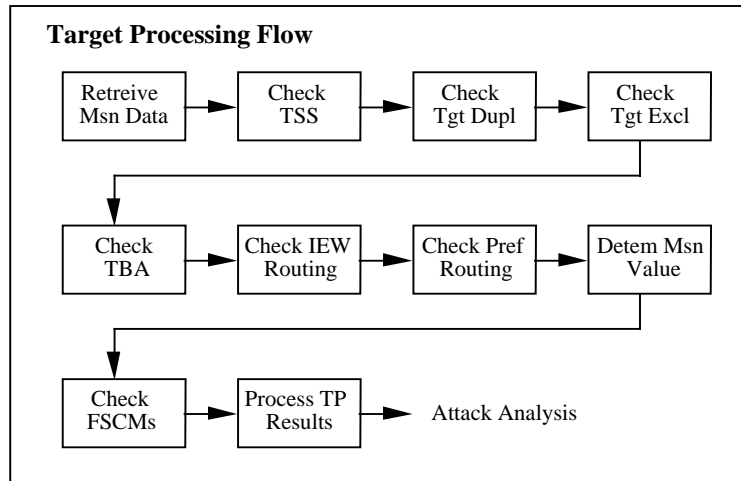 Target Processing Flow
Retreive
Msn Data
Check
TSS
Check
Tgt Dupl
Check
Tgt Excl
Check
TBA
Check IEW
Routing
Check Pref
Routing
Detem Msn
Value
Check
FSCMs
Process TP
Results
Attack Analysis